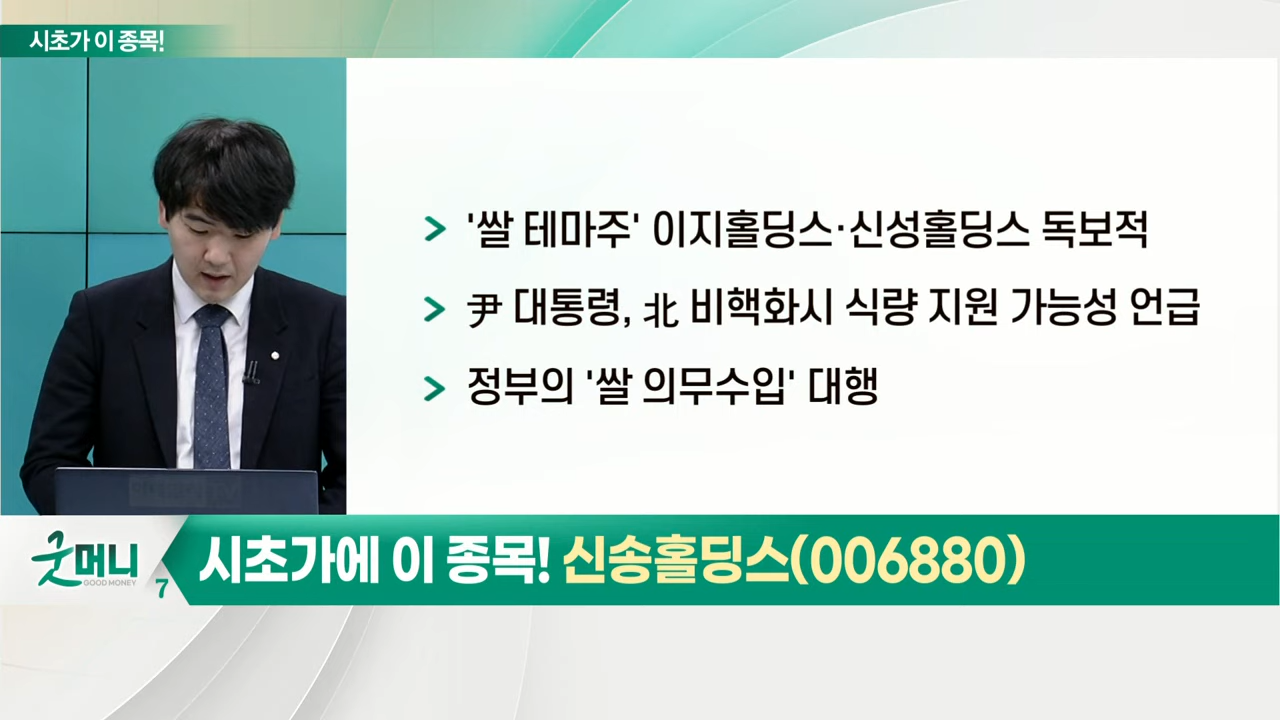 시초가 이 종목!
> '쌀 테마주' 이지홀딩스·신성홀딩스 독보적
> 尹 대통령, 北 비핵화시 식량 지원 가능성 언급
> 정부의 '쌀 의무수입' 대행
굿머니
GOOD MONEY
7
시초가에 이 종목! 신송홀딩스(006880)